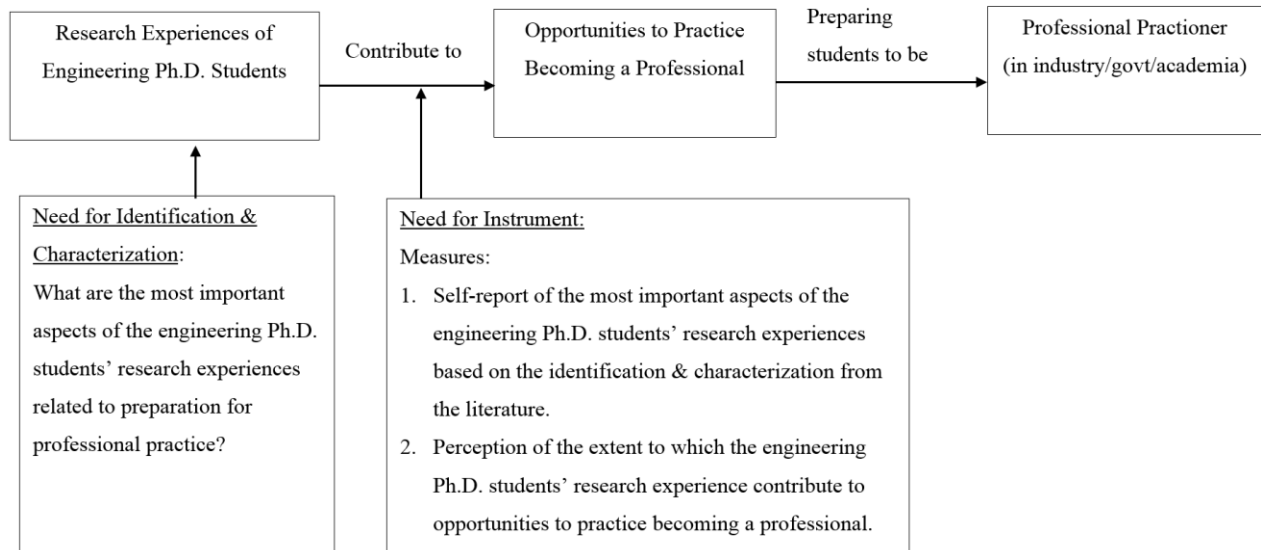 Research Experiences of
Engineering Ph.D. Students
Contribute to
Opportunities to Practice
Becoming a Professional
Preparing
students to be
Professional Practioner
(in industry/govt/academia)
Need for Identification &
Characterization:
What are the most important
aspects of the engineering Ph.D.
students’ research experiences
related to preparation for
professional practice?
Need for Instrument:
Measures:
1. Self-report of the most important aspects of the
engineering Ph.D. students’ research experiences
based on the identification & characterization from
the literature.
2. Perception of the extent to which the engineering
Ph.D. students’ research experience contribute to
opportunities to practice becoming a professional.